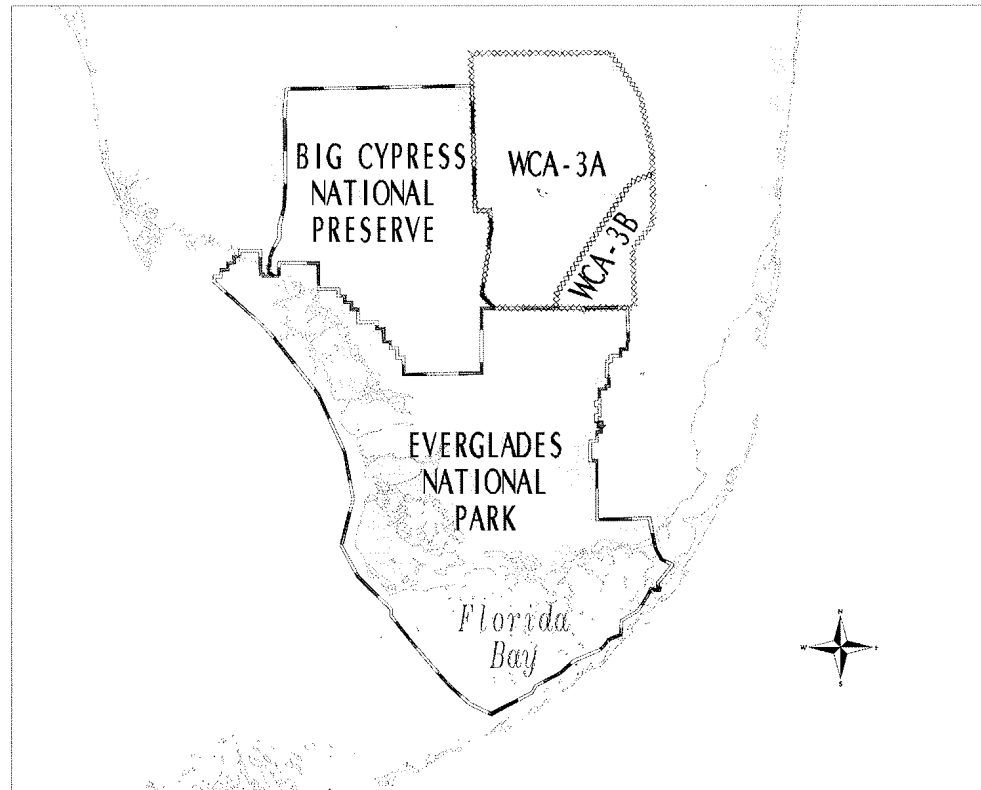 BIG CYPRESS
NATIONAL
PRESERVE
WCA-3A
WCA-3B
EVERGLADES
NATIONAL
PARK
Florida
Bay
N
W
E
S